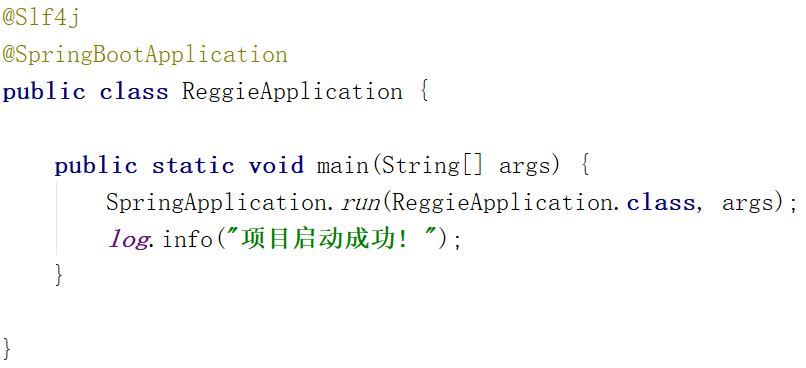 @Slf4j
@SpringBootApplication
public class ReggieApplication {
public static void main(String[] args) {
SpringApplication.run(ReggieApplication.class, args);
log.info("项目启动成功！");
}
}